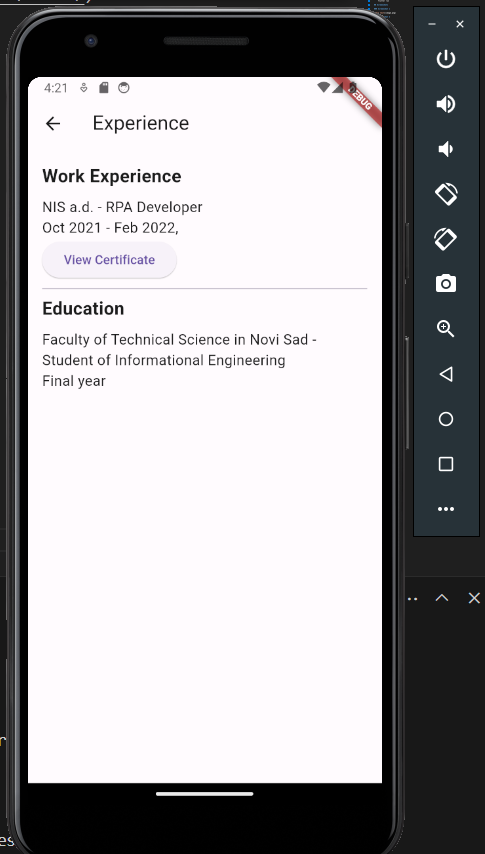 4:21
DEBUG
Experience
Work Experience
NIS a.d. - RPA Developer
Oct 2021 - Feb 2022,
View Certificate
Education
Faculty of Technical Science in Novi Sad -
Student of Informational Engineering
Final year